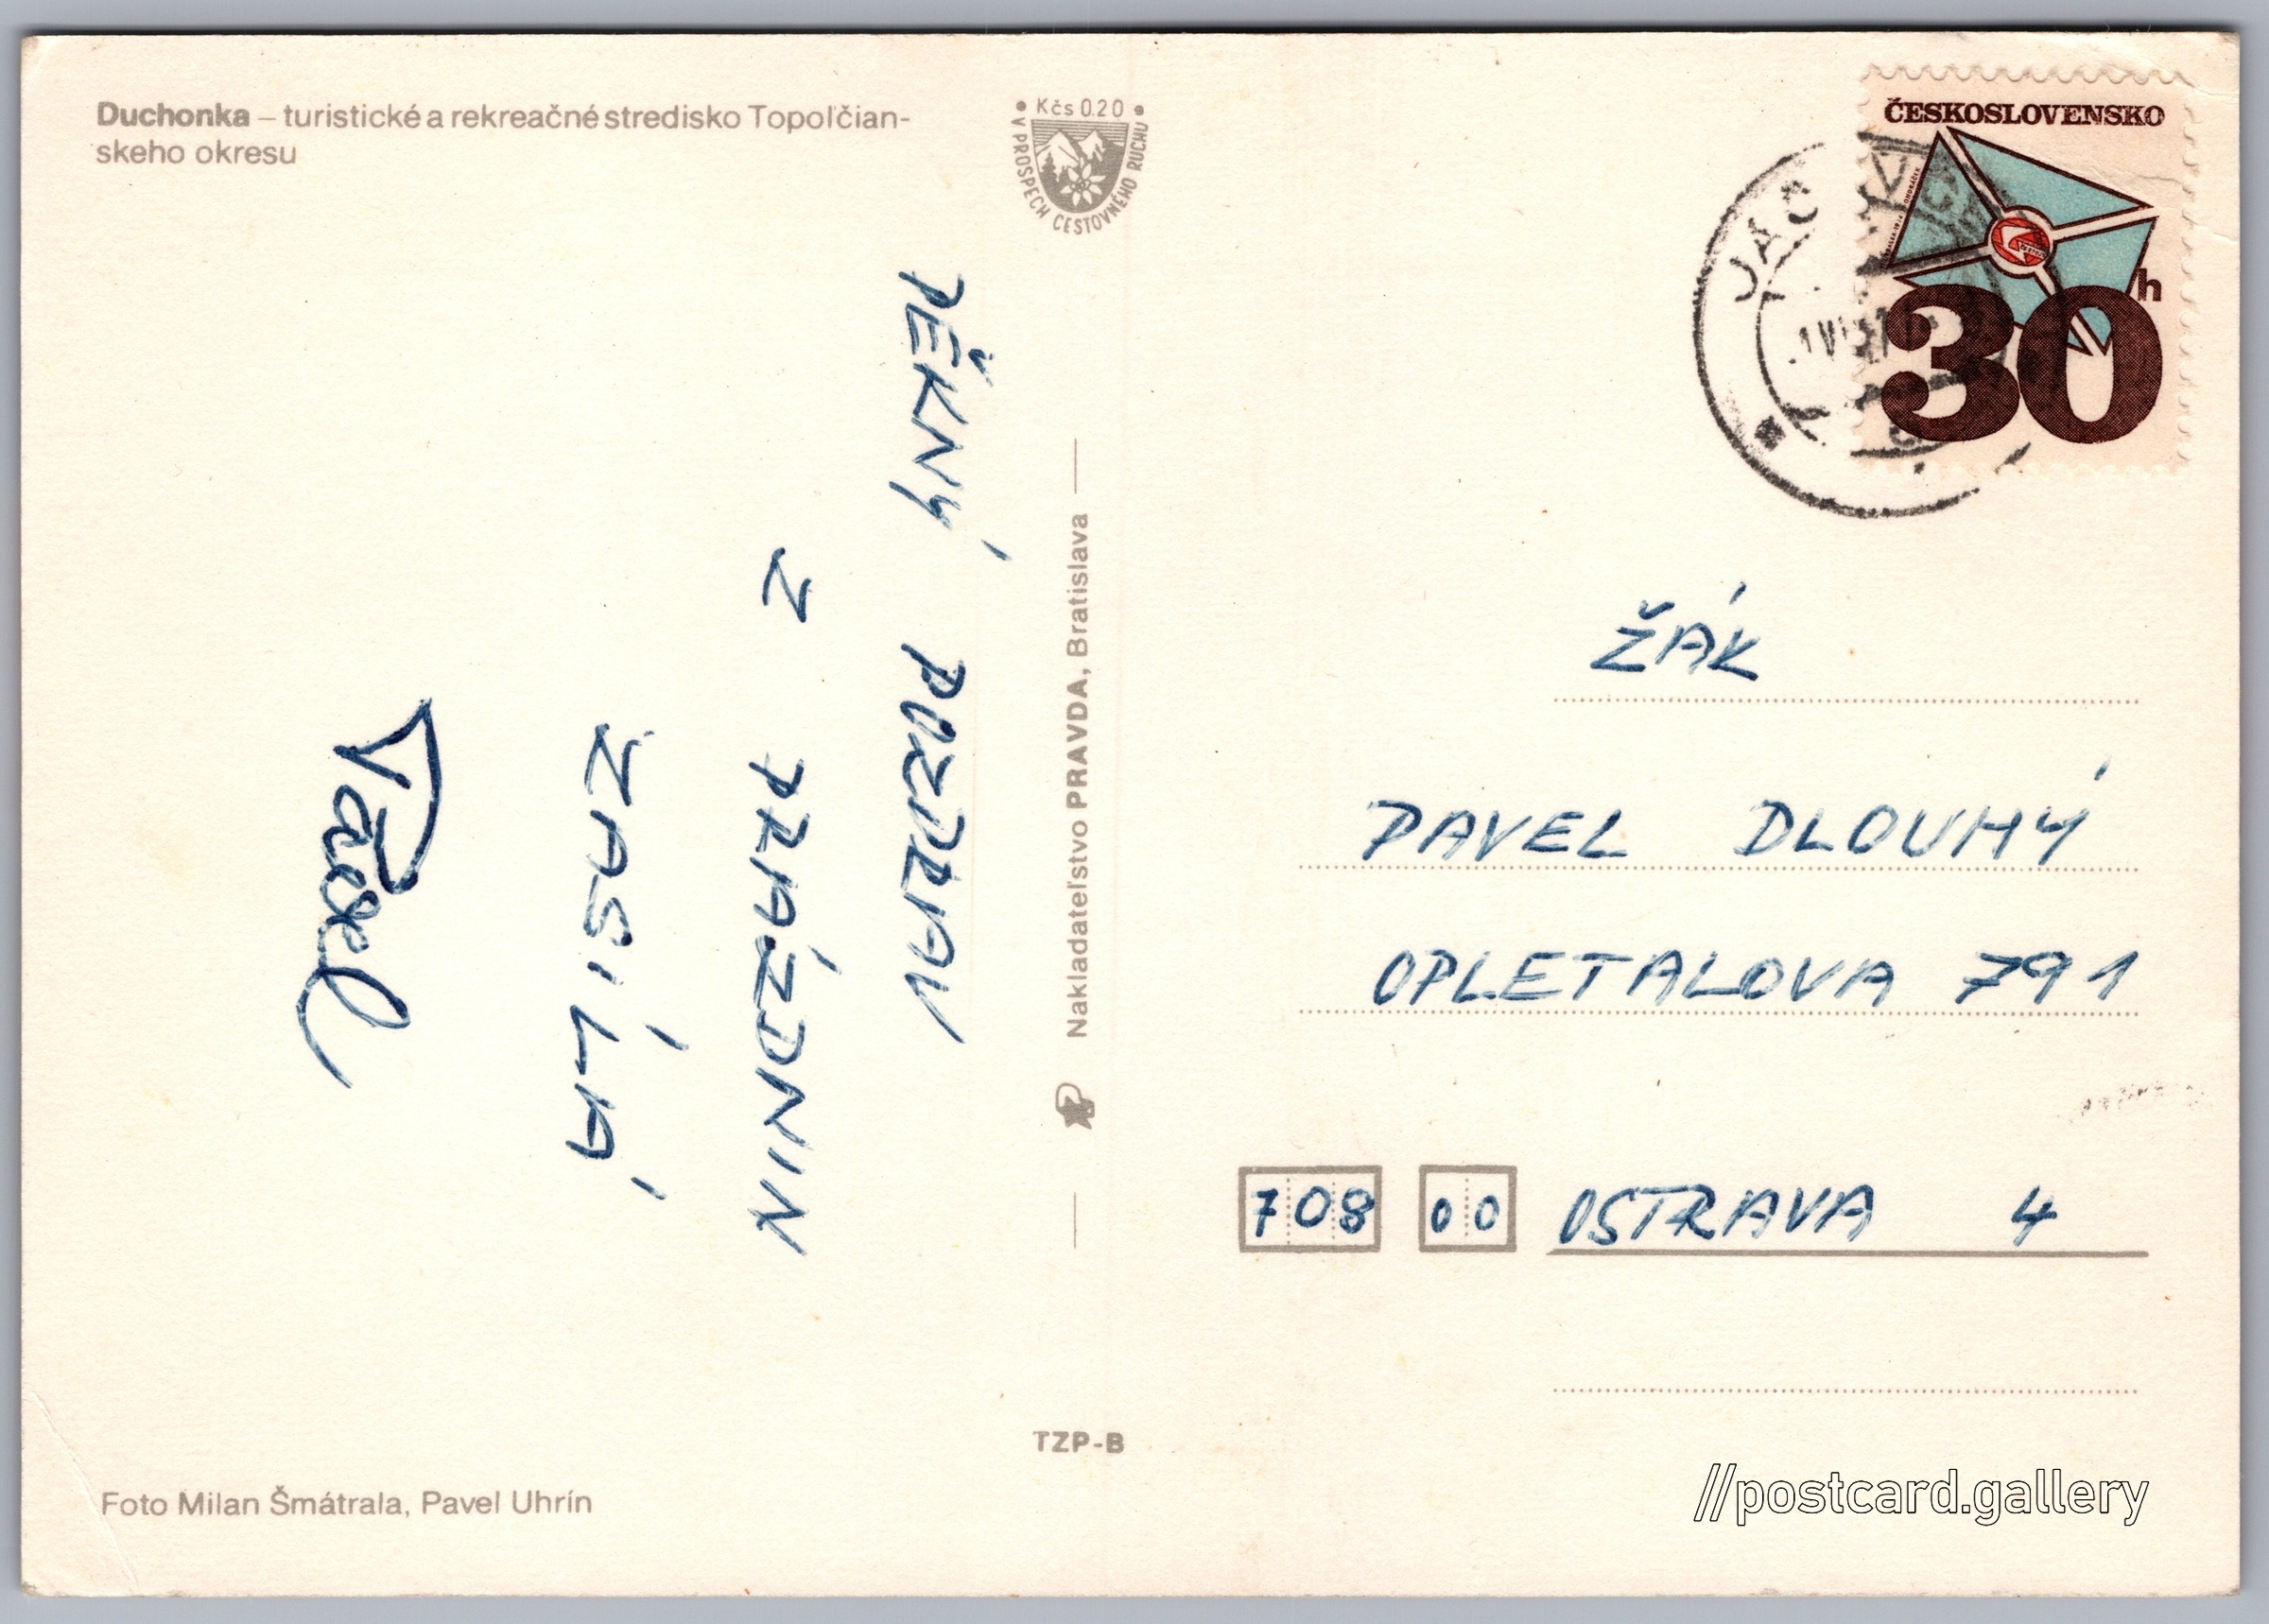 Duchonka – turistické a rekreačné stredisko Topoľčian-
skeho okresu
• Kčs 0.20 •
V PROSPECH CESTOVNÉHO RUCHU
ČESKOSLOVENSKO
30h
PĚKNÝ POZDRAV
Z PRÁZDNIN
ZASÍLÁ
Pavel
Nakladateľstvo PRAVDA, Bratislava
ŽÁK
PAVEL DLOUHÝ
OPLETALOVA 791
708 00 OSTRAVA 4
TZP-B
Foto Milan Šmátrala, Pavel Uhrín
//postcard.gallery